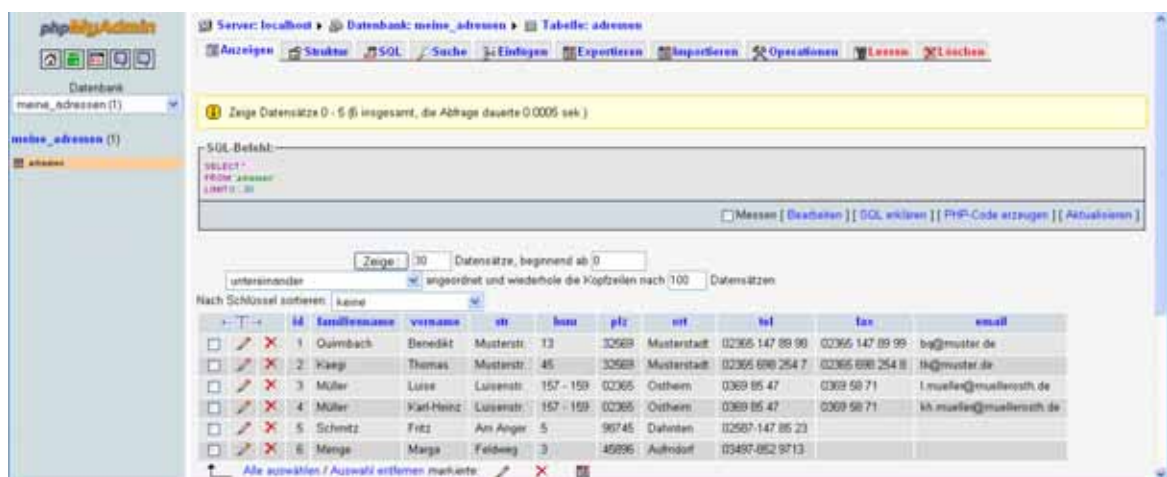 phpMyAdmin
Datenbank
meine_adressen (1)
meine_adressen (1)
adressen
Server: localhost ▸ Datenbank: meine_adressen ▸ Tabelle: adressen
Anzeigen Struktur SQL Suche Einfügen Exportieren Importieren Operationen Leeren Löschen
Zeige Datensätze 0 - 5 (6 insgesamt, die Abfrage dauerte 0.0005 sek.)
SQL-Befehl:
SELECT *
FROM `adressen`
LIMIT 0 , 30
Messen [ Bearbeiten ] [ SQL erklären ] [ PHP-Code erzeugen ] [ Aktualisieren ]
Zeige : 30 Datensätze, beginnend ab 0
untereinander angeordnet und wiederhole die Kopfzeilen nach 100 Datensätzen
Nach Schlüssel sortieren: keine
←T→ id familienname vorname str hsnr plz ort tel fax email
1 Quirmbach Benedikt Musterstr. 13 32569 Musterstadt 02365 147 89 98 02365 147 89 99 bq@muster.de
2 Kaegi Thomas Musterstr. 45 32569 Musterstadt 02365 698 254 7 02365 698 254 8 tk@muster.de
3 Müller Luise Luisenstr. 157 - 159 02365 Ostheim 0369 85 47 0369 58 71 l.mueller@muellerosth.de
4 Müller Karl-Heinz Luisenstr. 157 - 159 02365 Ostheim 0369 85 47 0369 58 71 kh.mueller@muellerosth.de
5 Schmitz Fritz Am Anger 5 98745 02587-147 85 23
6 Menge Marga Feldweg 3 45896 03497-852 9713
Alle auswählen / Auswahl entfernen markierte: